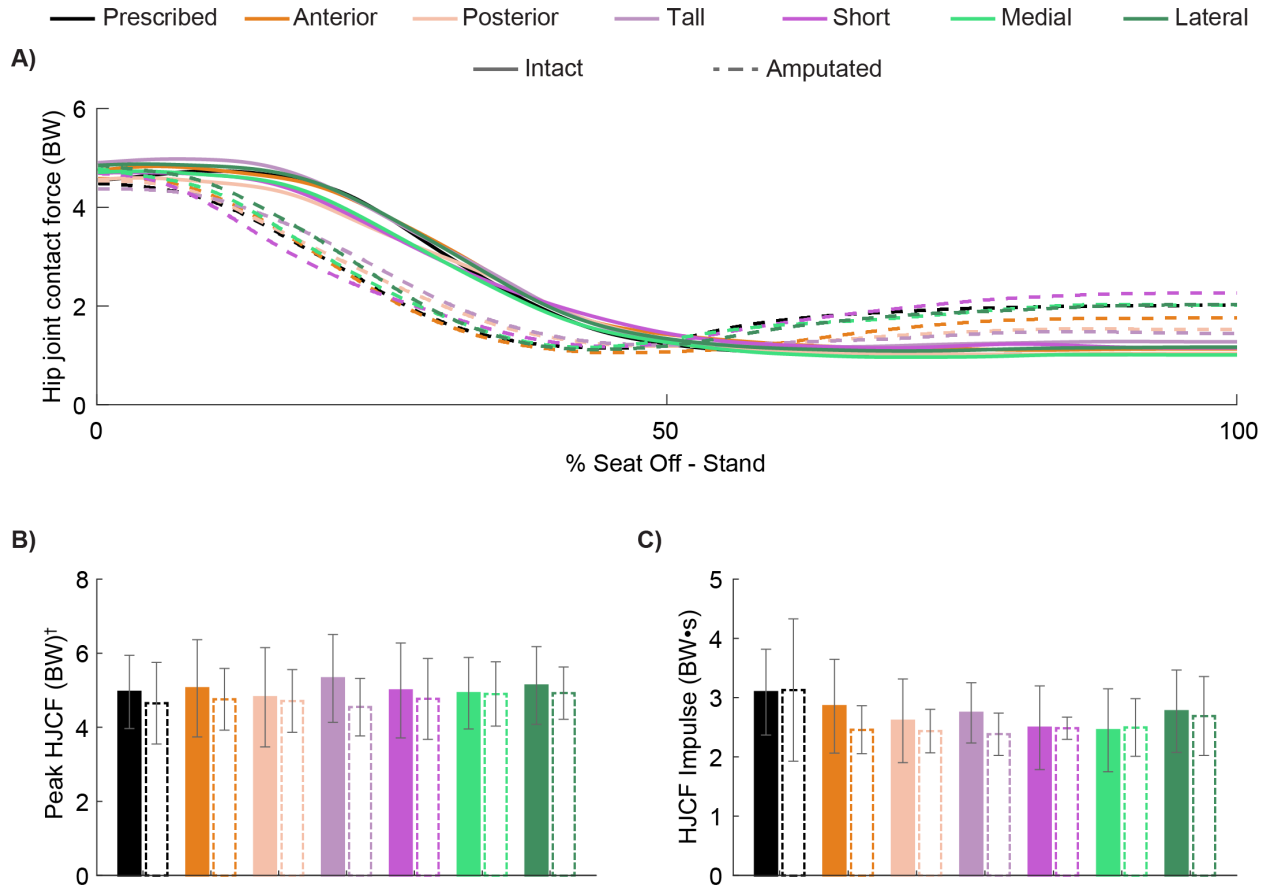 Prescribed Anterior Posterior Tall Short Medial Lateral
A)
Intact Amputated
Hip joint contact force (BW)
6
4
2
0
0 50 100
% Seat Off - Stand
B)
Peak HJCF (BW)†
8
6
4
2
0
C)
HJCF Impulse (BW•s)
5
4
3
2
1
0